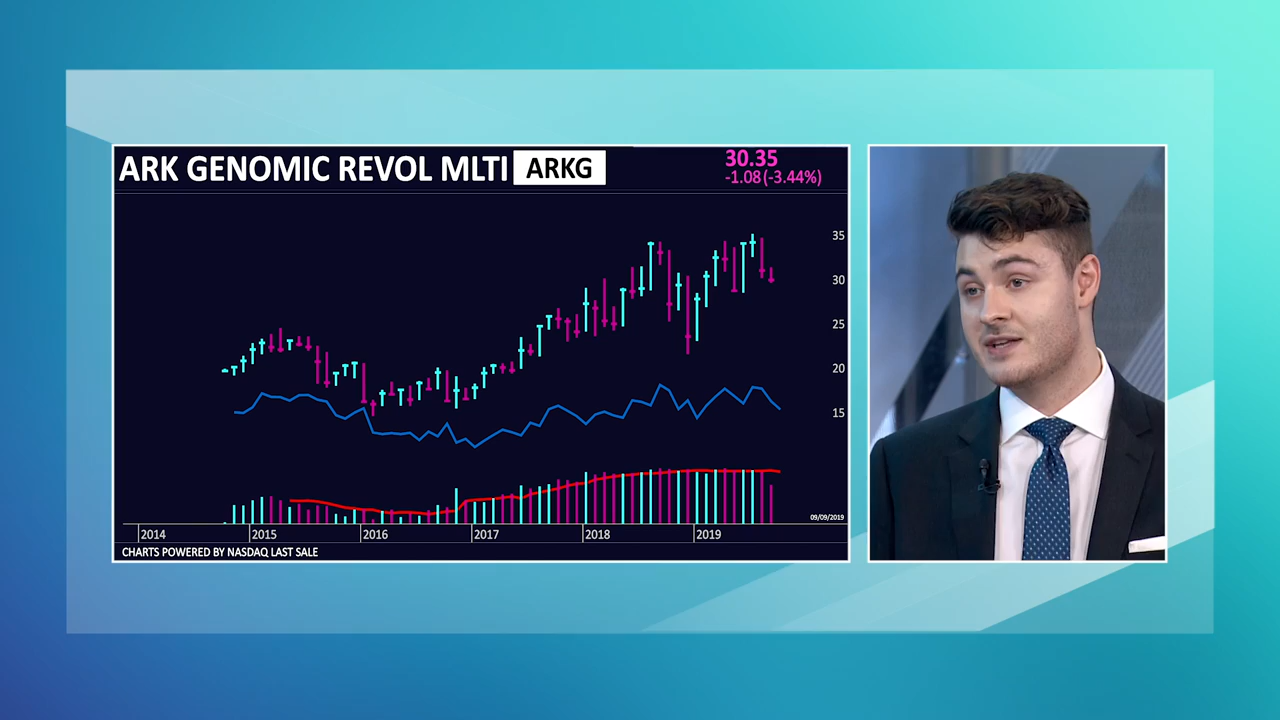 ARK GENOMIC REVOL MLTI ARKG
30.35
-1.08(-3.44%)
35
30
25
20
15
09/09/2019
2014 2015 2016 2017 2018 2019
CHARTS POWERED BY NASDAQ LAST SALE